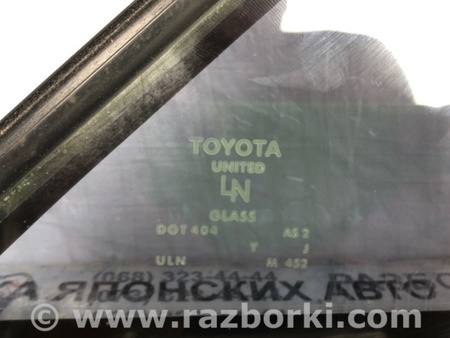 TOYOTA
UNITED
LN
GLASS
DOT 404 AS 2
Y J
ULN M 452
(068) 323-44-44
КА ЯПОНСКИХ АВТО
www.razborki.com